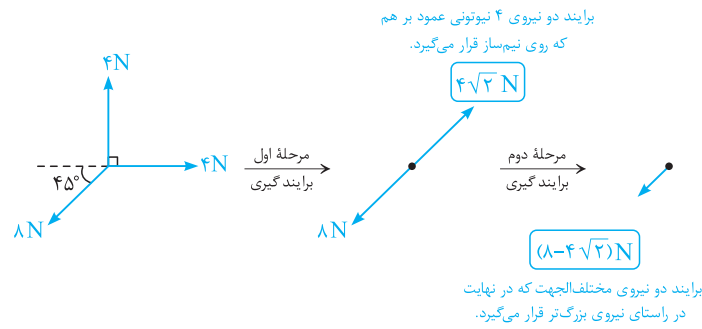 برایند دو نیروی ۴ نیوتونی عمود بر هم
که روی نیم‌ساز قرار می‌گیرد.
۴√۲ N
۴N
۴N
۴۵°
۸N
مرحلهٔ اول
برایند گیری
۸N
مرحلهٔ دوم
برایند گیری
(۸−۴√۲)N
برایند دو نیروی مختلف‌الجهت که در نهایت
در راستای نیروی بزرگ‌تر قرار می‌گیرد.